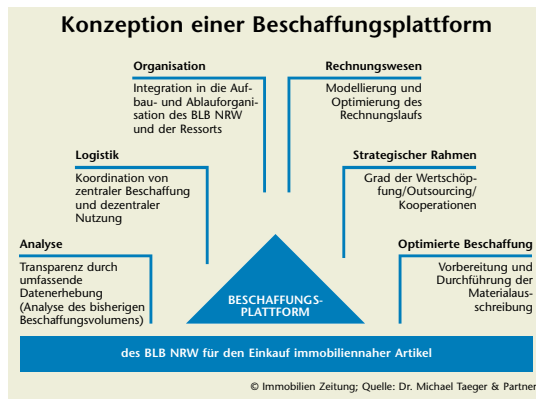 Konzeption einer Beschaffungsplattform
Organisation
Integration in die Auf-
bau- und Ablauforgani-
sation des BLB NRW
und der Ressorts
Rechnungswesen
Modellierung und
Optimierung des
Rechnungslaufs
Logistik
Koordination von
zentraler Beschaffung
und dezentraler
Nutzung
Strategischer Rahmen
Grad der Wertschöp-
fung/Outsourcing/
Kooperationen
Analyse
Transparenz durch
umfassende
Datenerhebung
(Analyse des bisherigen
Beschaffungsvolumens)
Optimierte Beschaffung
Vorbereitung und
Durchführung der
Materialaus-
schreibung
BESCHAFFUNGS-
PLATTFORM
des BLB NRW für den Einkauf immobiliennaher Artikel
© Immobilien Zeitung; Quelle: Dr. Michael Taeger & Partner